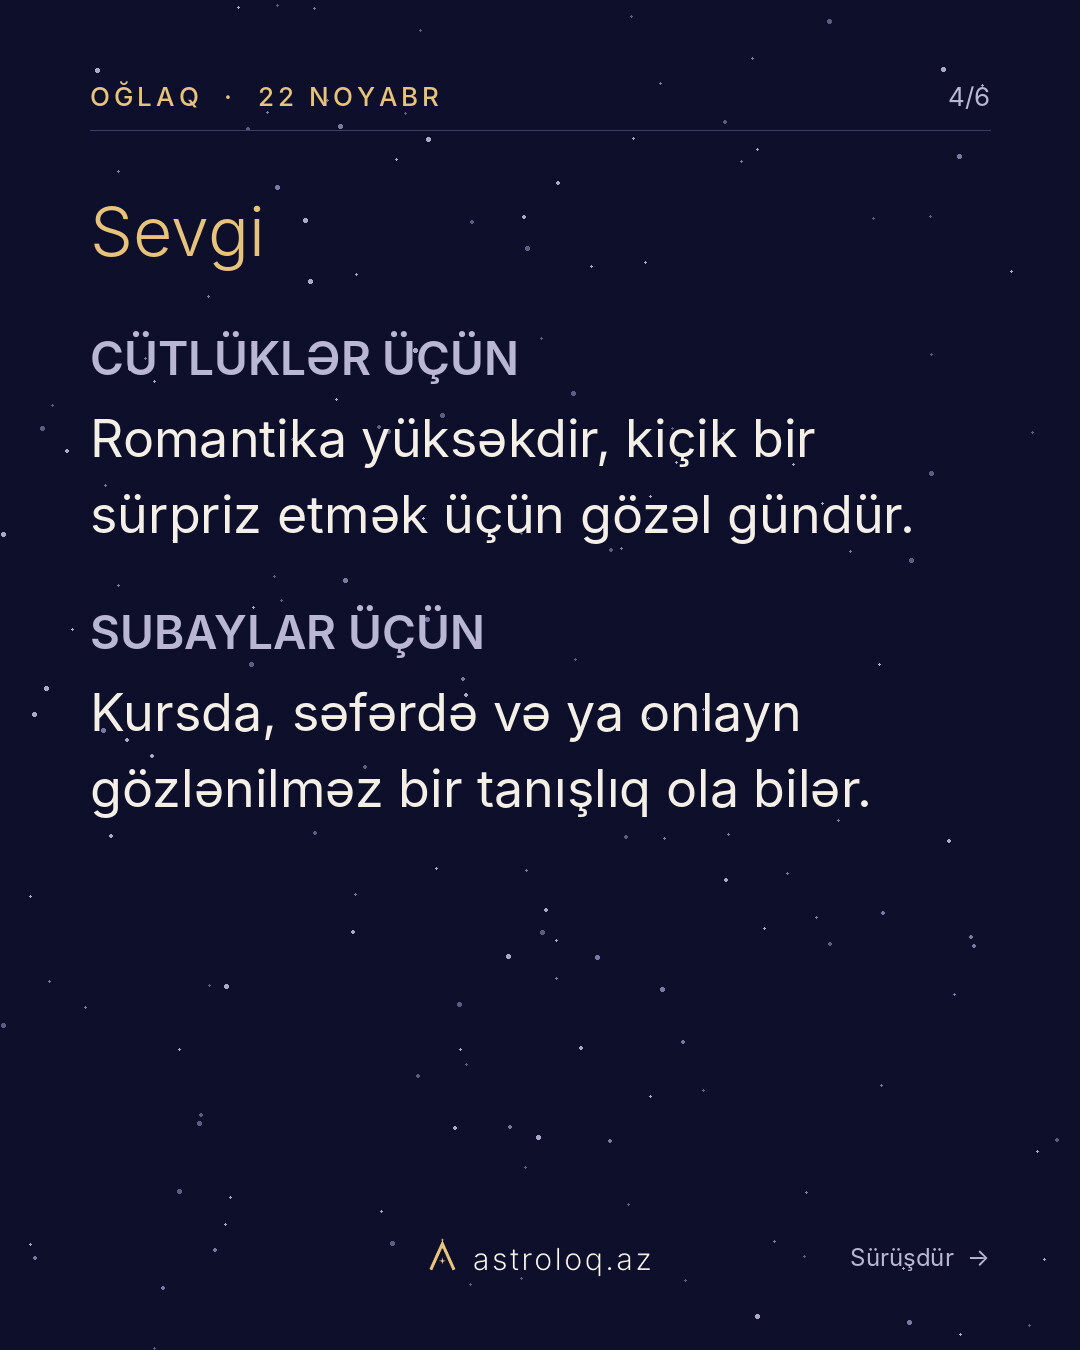 OĞLAQ · 22 NOYABR 4/6
Sevgi
CÜTLÜKLƏR ÜÇÜN
Romantika yüksəkdir, kiçik bir
sürpriz etmək üçün gözəl gündür.
SUBAYLAR ÜÇÜN
Kursda, səfərdə və ya onlayn
gözlənilməz bir tanışlıq ola bilər.
astroloq.az Sürüşdür →